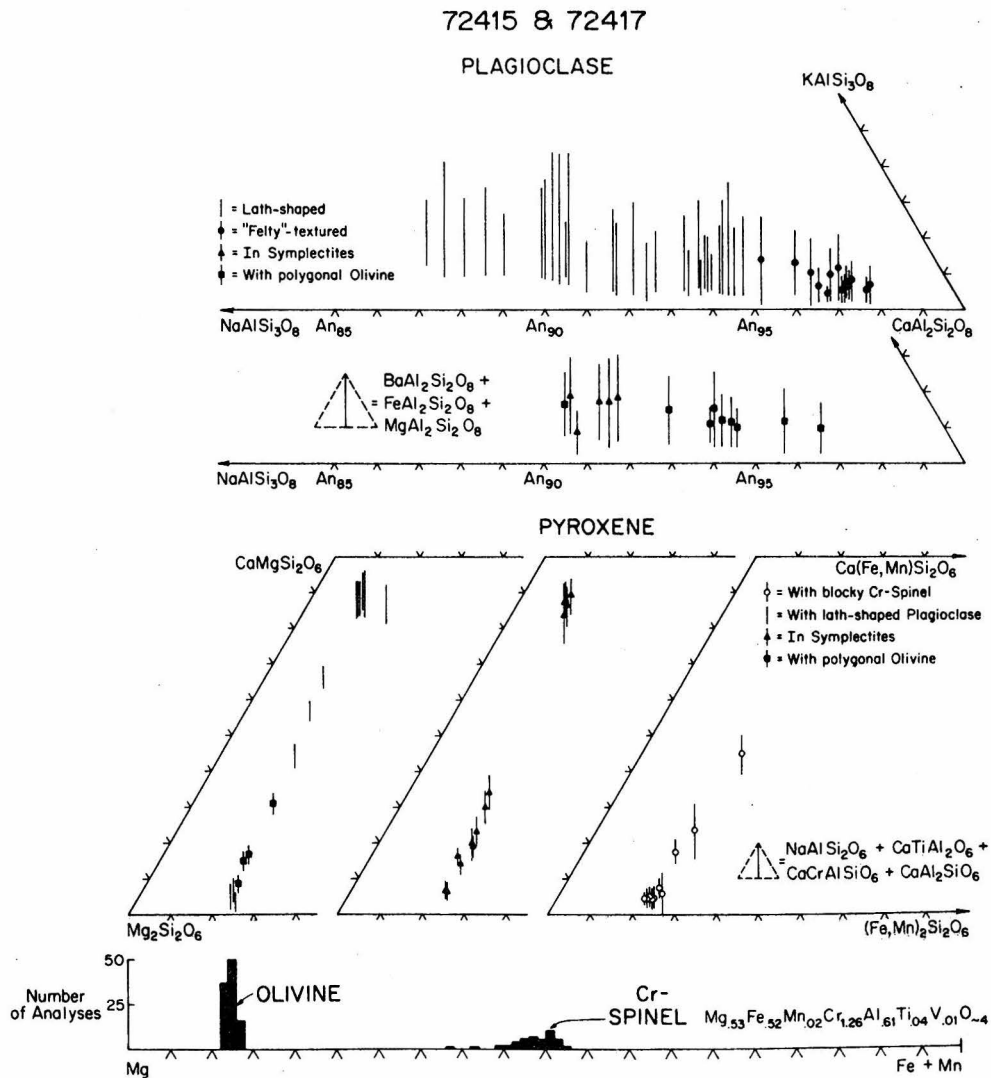 72415 & 72417
PLAGIOCLASE
KAlSi₃O₈
= Lath-shaped
= "Felty"-textured
= In Symplectites
= With polygonal Olivine
NaAlSi₃O₈ An₈₅ An₉₀ An₉₅ CaAl₂Si₂O₈
BaAl₂Si₂O₈ +
= FeAl₂Si₂O₈ +
MgAl₂Si₂O₈
NaAlSi₃O₈ An₈₅ An₉₀ An₉₅
PYROXENE
CaMgSi₂O₆ Ca(Fe,Mn)Si₂O₆
= With blocky Cr-Spinel
= With lath-shaped Plagioclase
= In Symplectites
= With polygonal Olivine
= NaAlSi₂O₆ + CaTiAl₂O₆ +
CaCrAlSiO₆ + CaAl₂SiO₆
Mg₂Si₂O₆ (Fe,Mn)₂Si₂O₆
50
25
Number
of Analyses
OLIVINE
Cr-
SPINEL
Mg.₅₃Fe.₅₂Mn.₀₂Cr₁.₂₆Al.₆₁Ti.₀₄V.₀₁O~₄
Mg Fe + Mn